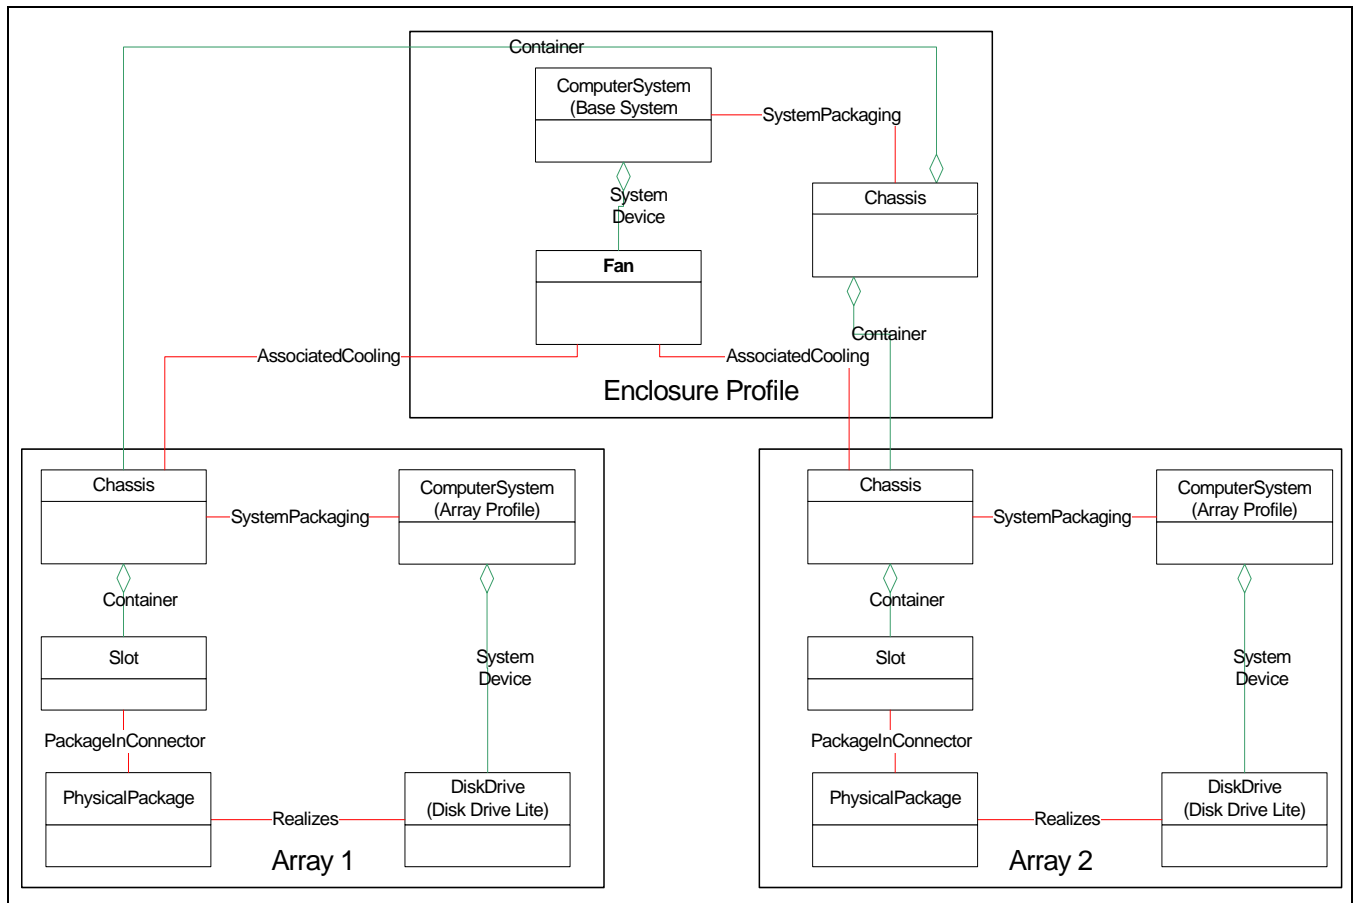 Container
ComputerSystem
(Base System
SystemPackaging
Chassis
System
Device
Fan
Container
AssociatedCooling
AssociatedCooling
Enclosure Profile
Chassis
ComputerSystem
(Array Profile)
SystemPackaging
Container
Slot
System
Device
PackageInConnector
PhysicalPackage
DiskDrive
(Disk Drive Lite)
Realizes
Array 1
Chassis
ComputerSystem
(Array Profile)
SystemPackaging
Container
Slot
System
Device
PackageInConnector
PhysicalPackage
DiskDrive
(Disk Drive Lite)
Realizes
Array 2